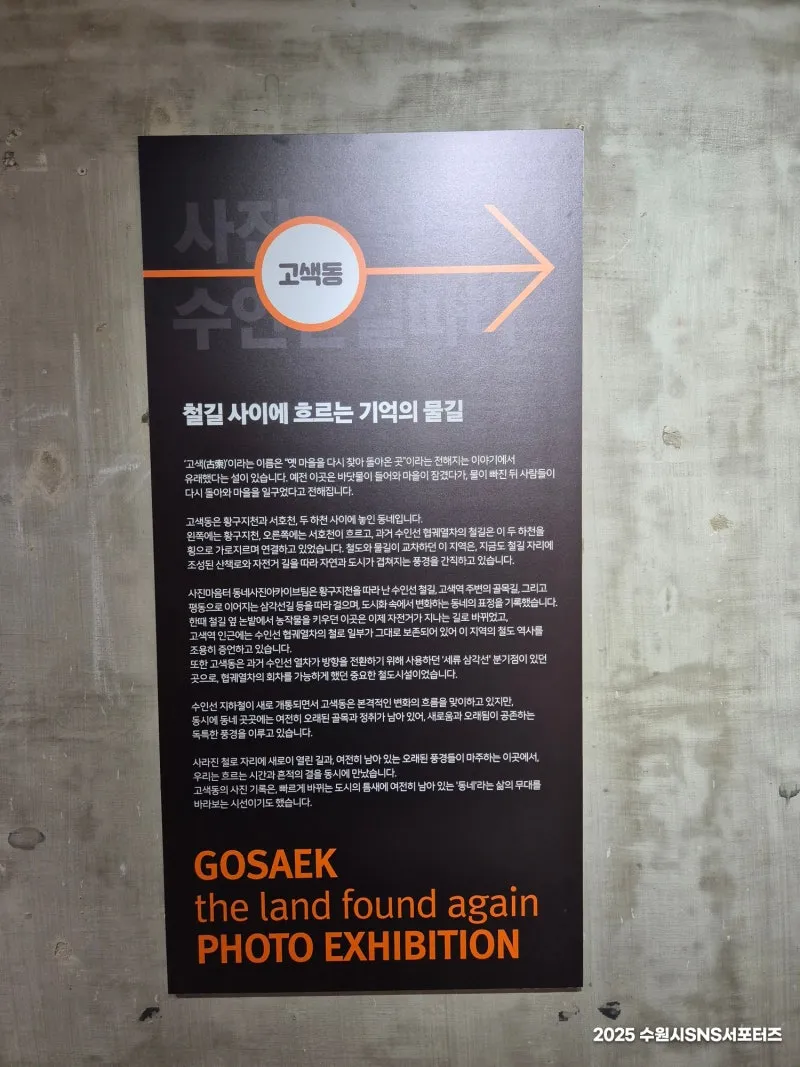 사진
고색동
수인
철길 사이에 흐르는 기억의 물길
'고색(古索)'이라는 이름은 "옛 마을을 다시 찾아 돌아온 곳"이라는 전해지는 이야기에서
유래했다는 설이 있습니다. 예전 이곳은 바닷물이 들어와 마을이 잠겼다가, 물이 빠진 뒤 사람들이
다시 돌아와 마을을 일구었다고 전해집니다.
고색동은 황구지천과 서호천, 두 하천 사이에 놓인 동네입니다.
왼쪽에는 황구지천, 오른쪽에는 서호천이 흐르고, 과거 수인선 협궤열차의 철길은 이 두 하천을
횡으로 가로지르며 연결하고 있었습니다. 철도와 물길이 교차하던 이 지역은, 지금도 철길 자리에
조성된 산책로와 자전거 길을 따라 자연과 도시가 겹쳐지는 풍경을 간직하고 있습니다.
사진마음터 동네사진아카이브팀은 황구지천을 따라 난 수인선 철길, 고색역 주변의 골목길, 그리고
평동으로 이어지는 삼각선길 등을 따라 걸으며, 도시화 속에서 변화하는 동네의 표정을 기록했습니다.
한때 철길 옆 논밭에서 농작물을 키우던 이곳은 이제 자전거가 지나는 길로 바뀌었고,
고색역 인근에는 수인선 협궤열차의 철로 일부가 그대로 보존되어 있어 이 지역의 철도 역사를
조용히 증언하고 있습니다.
또한 고색동은 과거 수인선 열차가 방향을 전환하기 위해 사용하던 '세류 삼각선' 분기점이 있던
곳으로, 협궤열차의 회차를 가능하게 했던 중요한 철도시설이었습니다.
수인선 지하철이 새로 개통되면서 고색동은 본격적인 변화의 흐름을 맞이하고 있지만,
동시에 동네 곳곳에는 여전히 오래된 골목과 정취가 남아 있어, 새로움과 오래됨이 공존하는
독특한 풍경을 이루고 있습니다.
사라진 철로 자리에 새로이 열린 길과, 여전히 남아 있는 오래된 풍경들이 마주하는 이곳에서,
우리는 흐르는 시간과 흔적의 결을 동시에 만났습니다.
고색동의 사진 기록은, 빠르게 바뀌는 도시의 틈새에 여전히 남아 있는 '동네'라는 삶의 무대를
바라보는 시선이기도 했습니다.
GOSAEK
the land found again
PHOTO EXHIBITION
2025 수원시SNS서포터즈